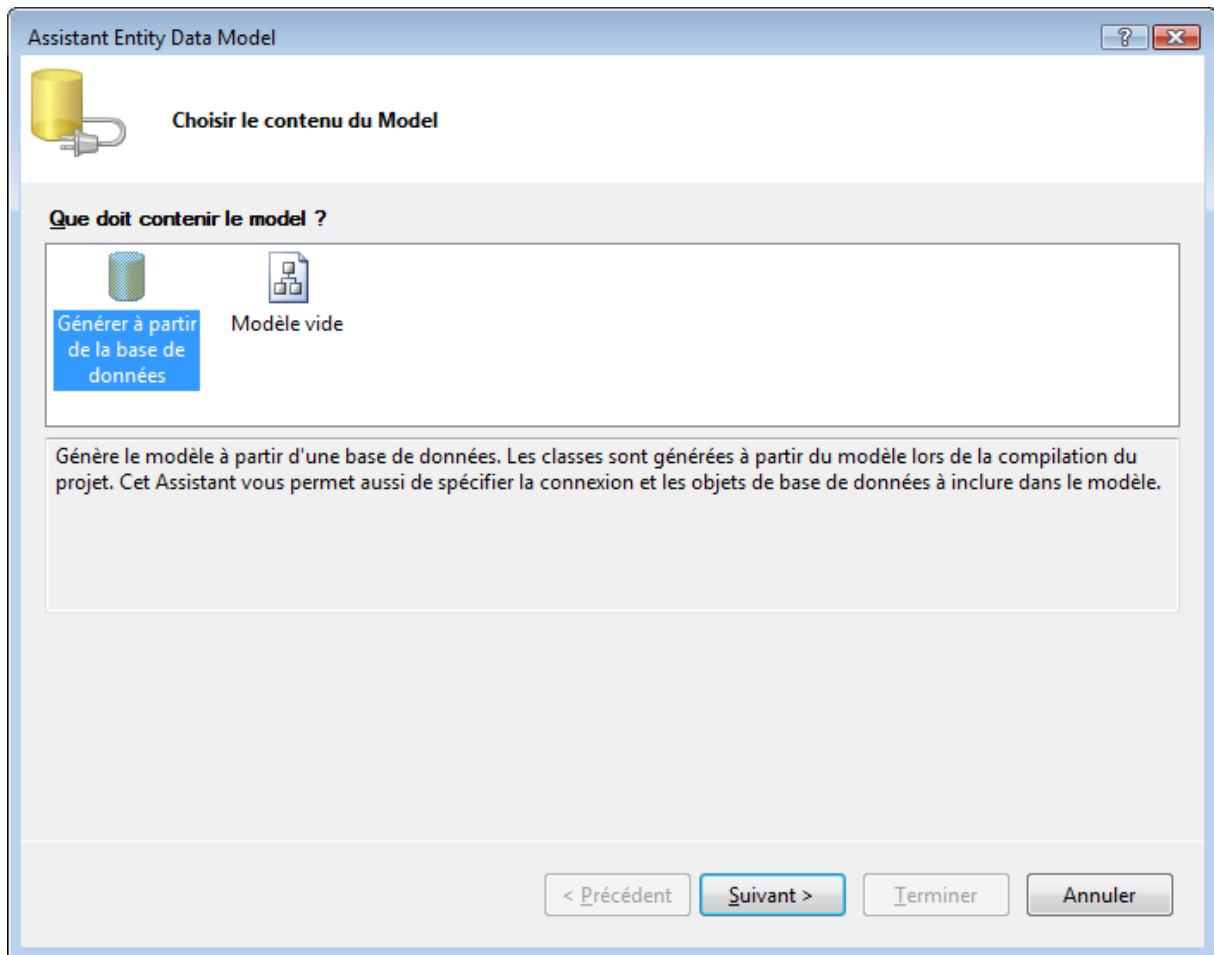 Assistant Entity Data Model
?
Choisir le contenu du Model
Que doit contenir le model ?
Générer à partir
de la base de
données
Modèle vide
Génère le modèle à partir d'une base de données. Les classes sont générées à partir du modèle lors de la compilation du
projet. Cet Assistant vous permet aussi de spécifier la connexion et les objets de base de données à inclure dans le modèle.
< Précédent
Suivant >
Terminer
Annuler